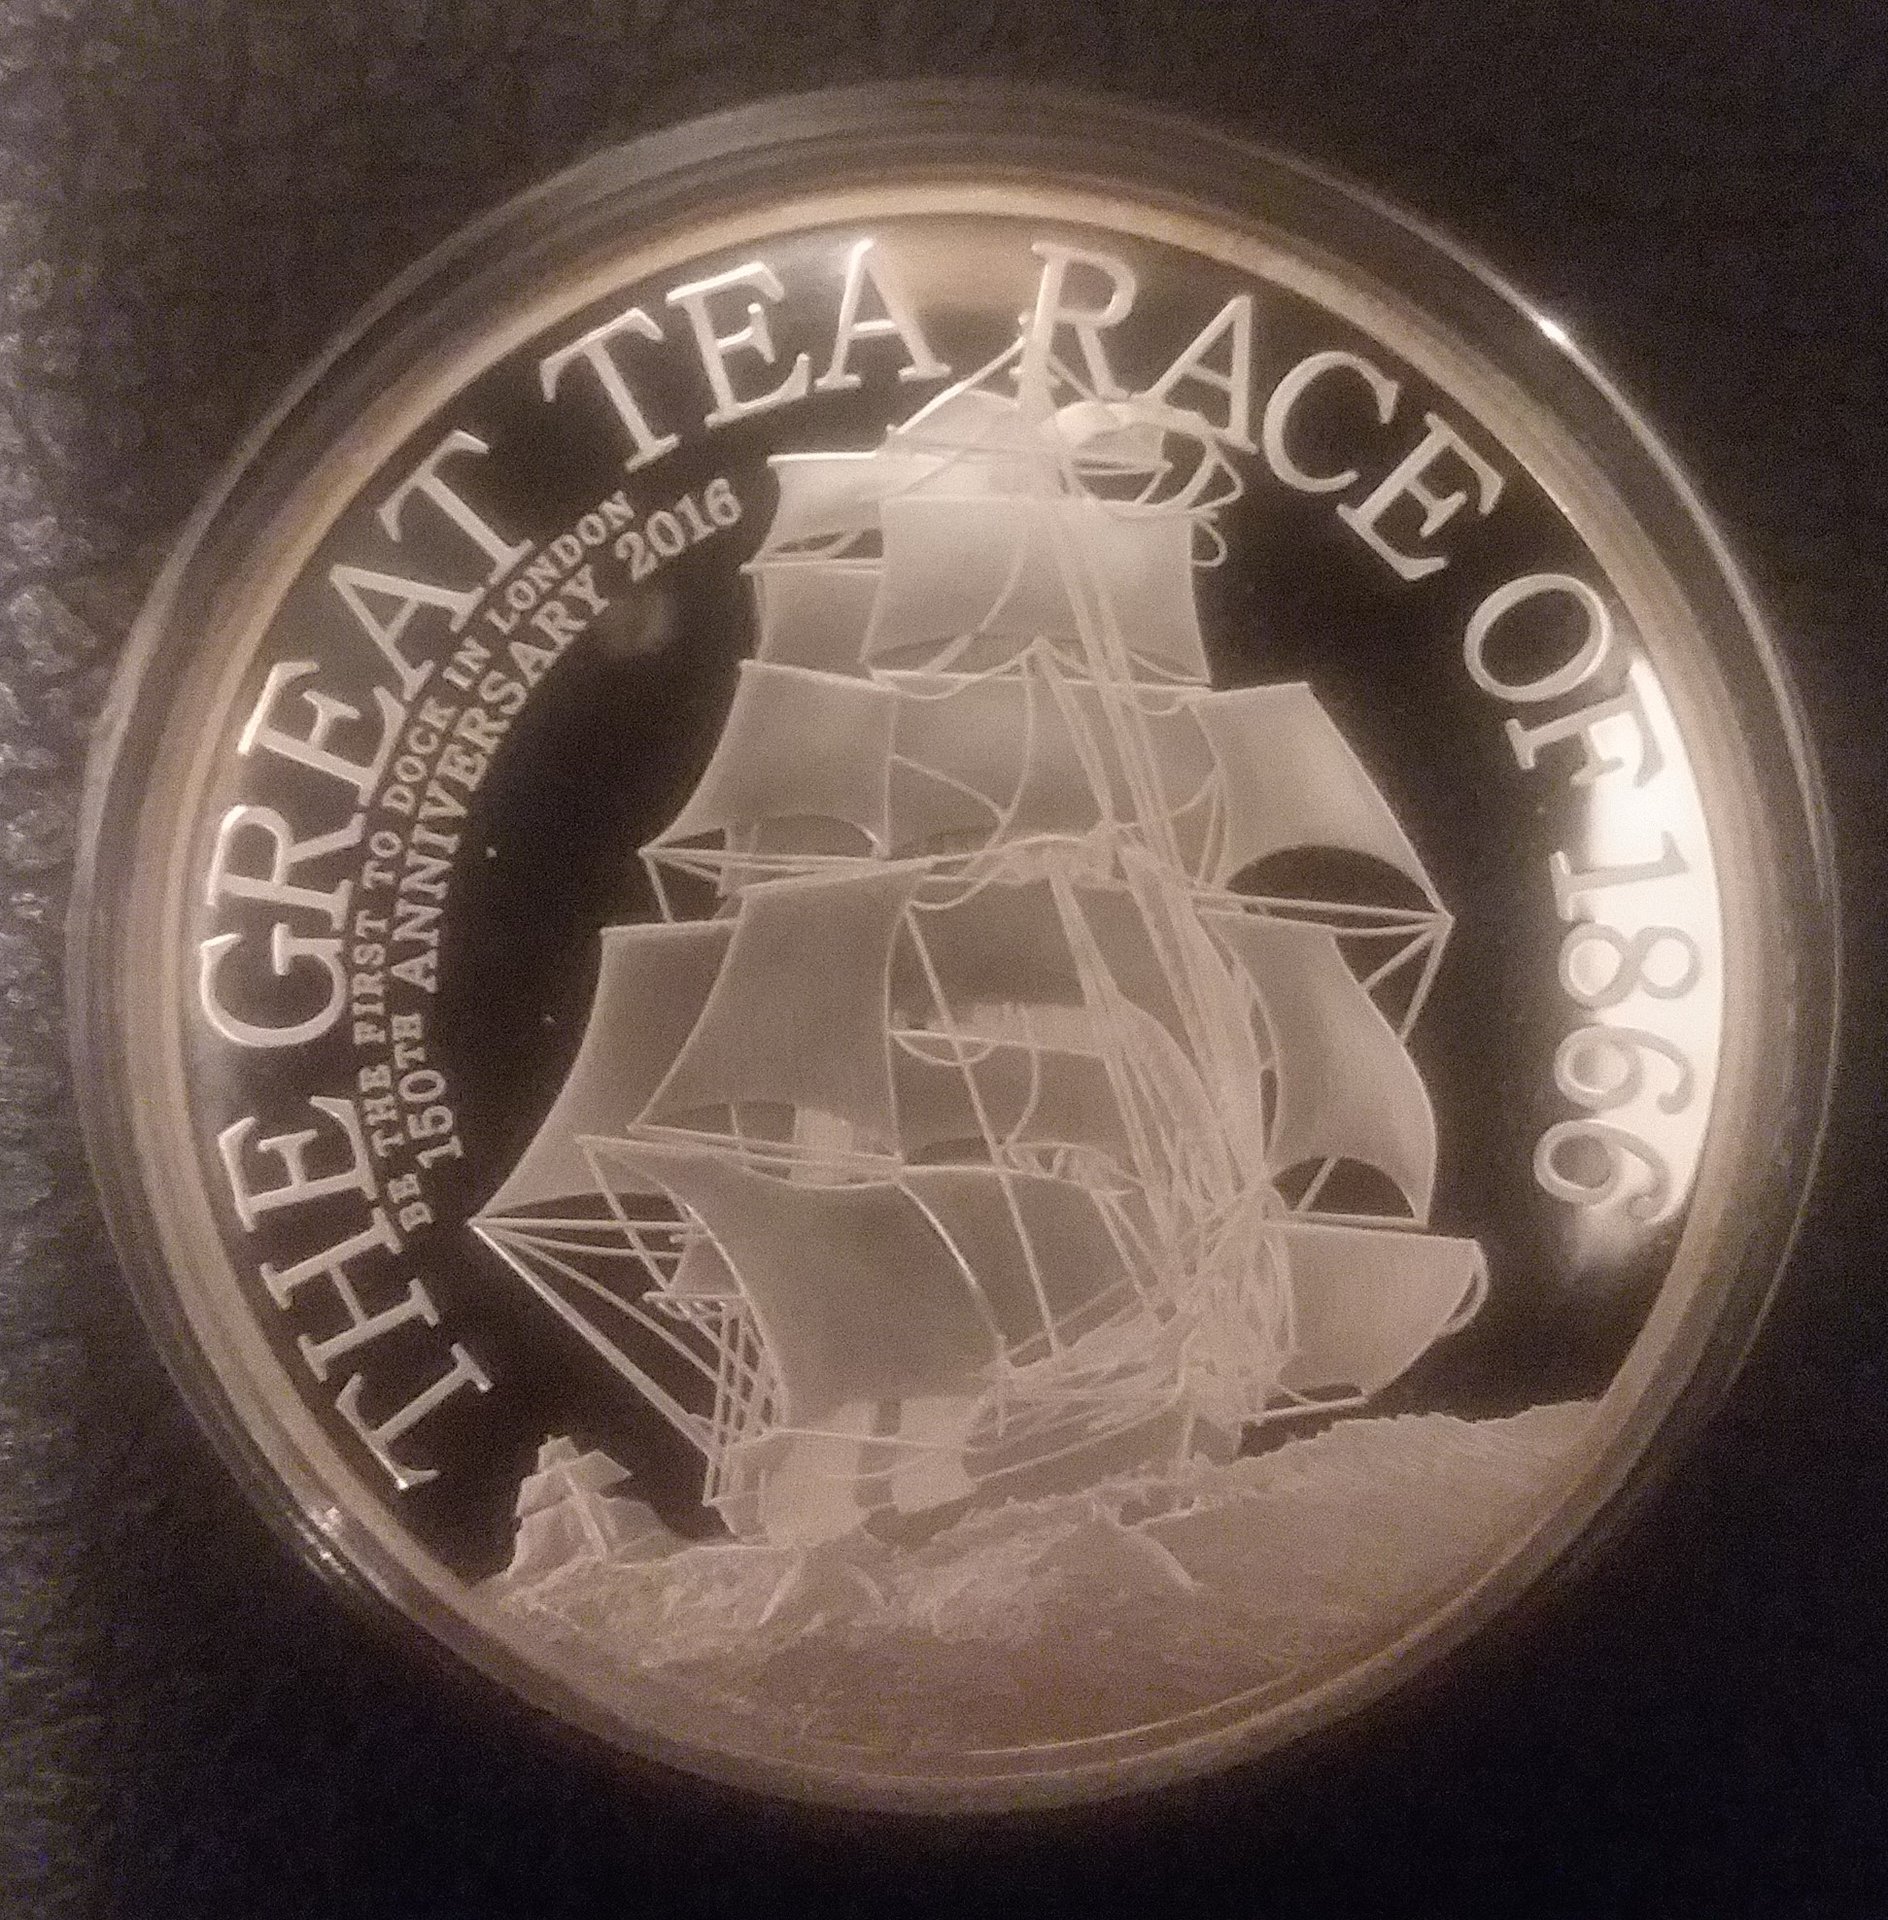 THE GREAT TEA RACE OF 1866
BE THE FIRST TO DOCK IN LONDON
150TH ANNIVERSARY 2016